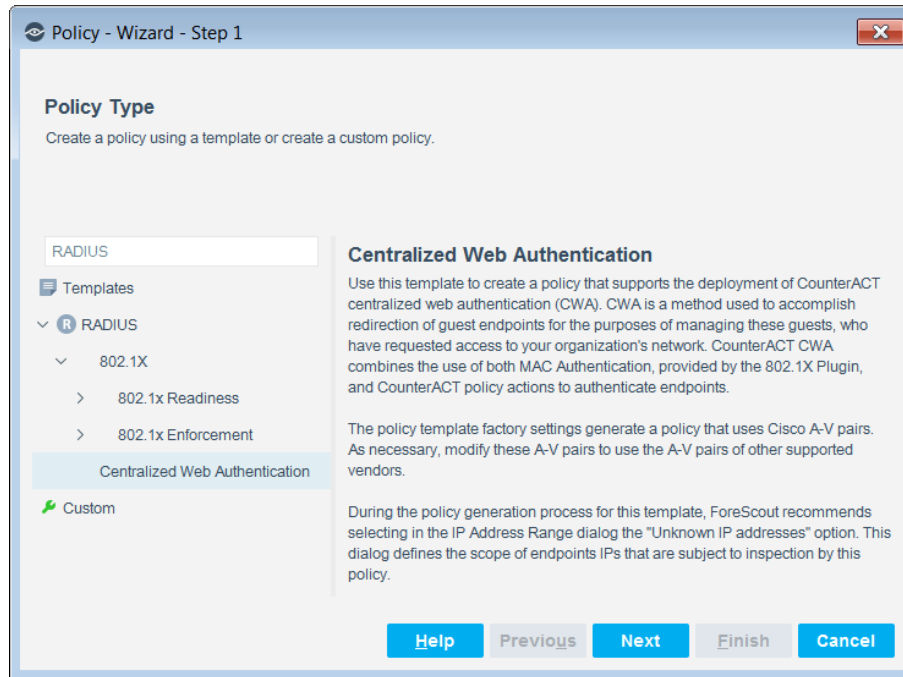 Policy - Wizard - Step 1
Policy Type
Create a policy using a template or create a custom policy.
RADIUS
Templates
R RADIUS
802.1X
802.1x Readiness
802.1x Enforcement
Centralized Web Authentication
Custom
Centralized Web Authentication
Use this template to create a policy that supports the deployment of CounterACT
centralized web authentication (CWA). CWA is a method used to accomplish
redirection of guest endpoints for the purposes of managing these guests, who
have requested access to your organization's network. CounterACT CWA
combines the use of both MAC Authentication, provided by the 802.1X Plugin,
and CounterACT policy actions to authenticate endpoints.
The policy template factory settings generate a policy that uses Cisco A-V pairs.
As necessary, modify these A-V pairs to use the A-V pairs of other supported
vendors.
During the policy generation process for this template, ForeScout recommends
selecting in the IP Address Range dialog the "Unknown IP addresses" option. This
dialog defines the scope of endpoints IPs that are subject to inspection by this
policy.
Help Previous Next Finish Cancel